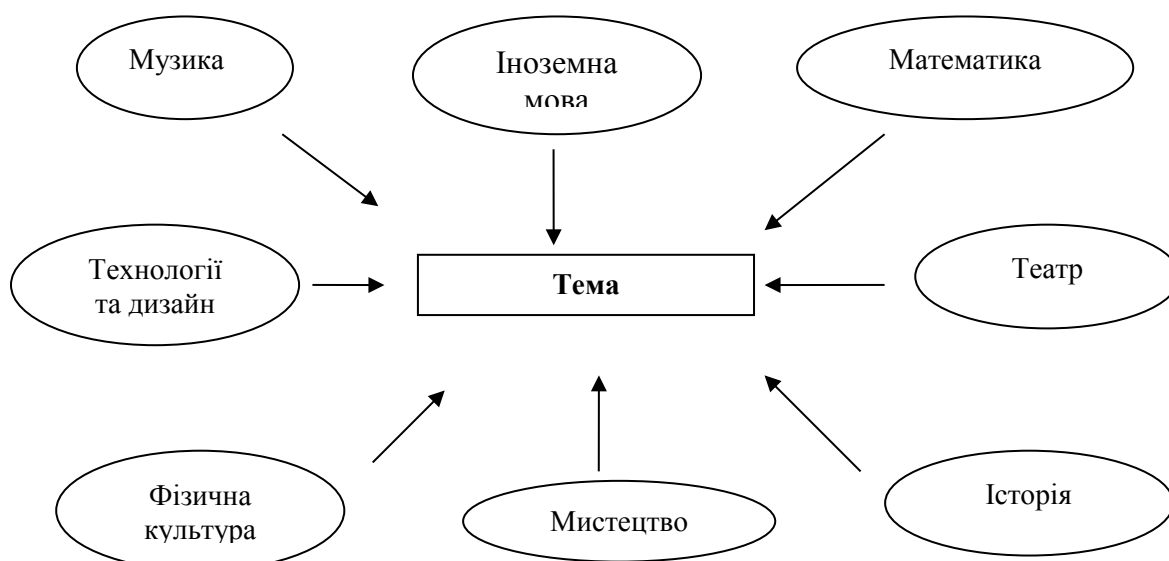 Музика
Іноземна
мова
Математика
Технології
та дизайн
Тема
Театр
Фізична
культура
Мистецтво
Історія